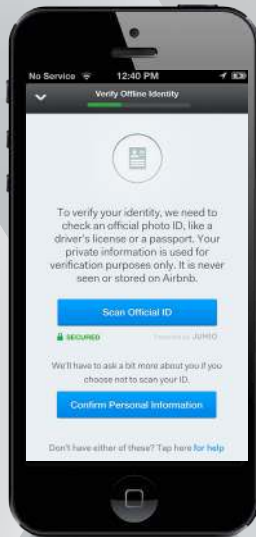 No Service 12:40 PM
Verify Offline Identity
To verify your identity, we need to
check an official photo ID, like a
driver's license or a passport. Your
private information is used for
verification purposes only. It is never
seen or stored on Airbnb.
Scan Official ID
SECURED Powered by JUMIO
We'll have to ask a bit more about you if you
choose not to scan your ID.
Confirm Personal Information
Don't have either of these? Tap here for help